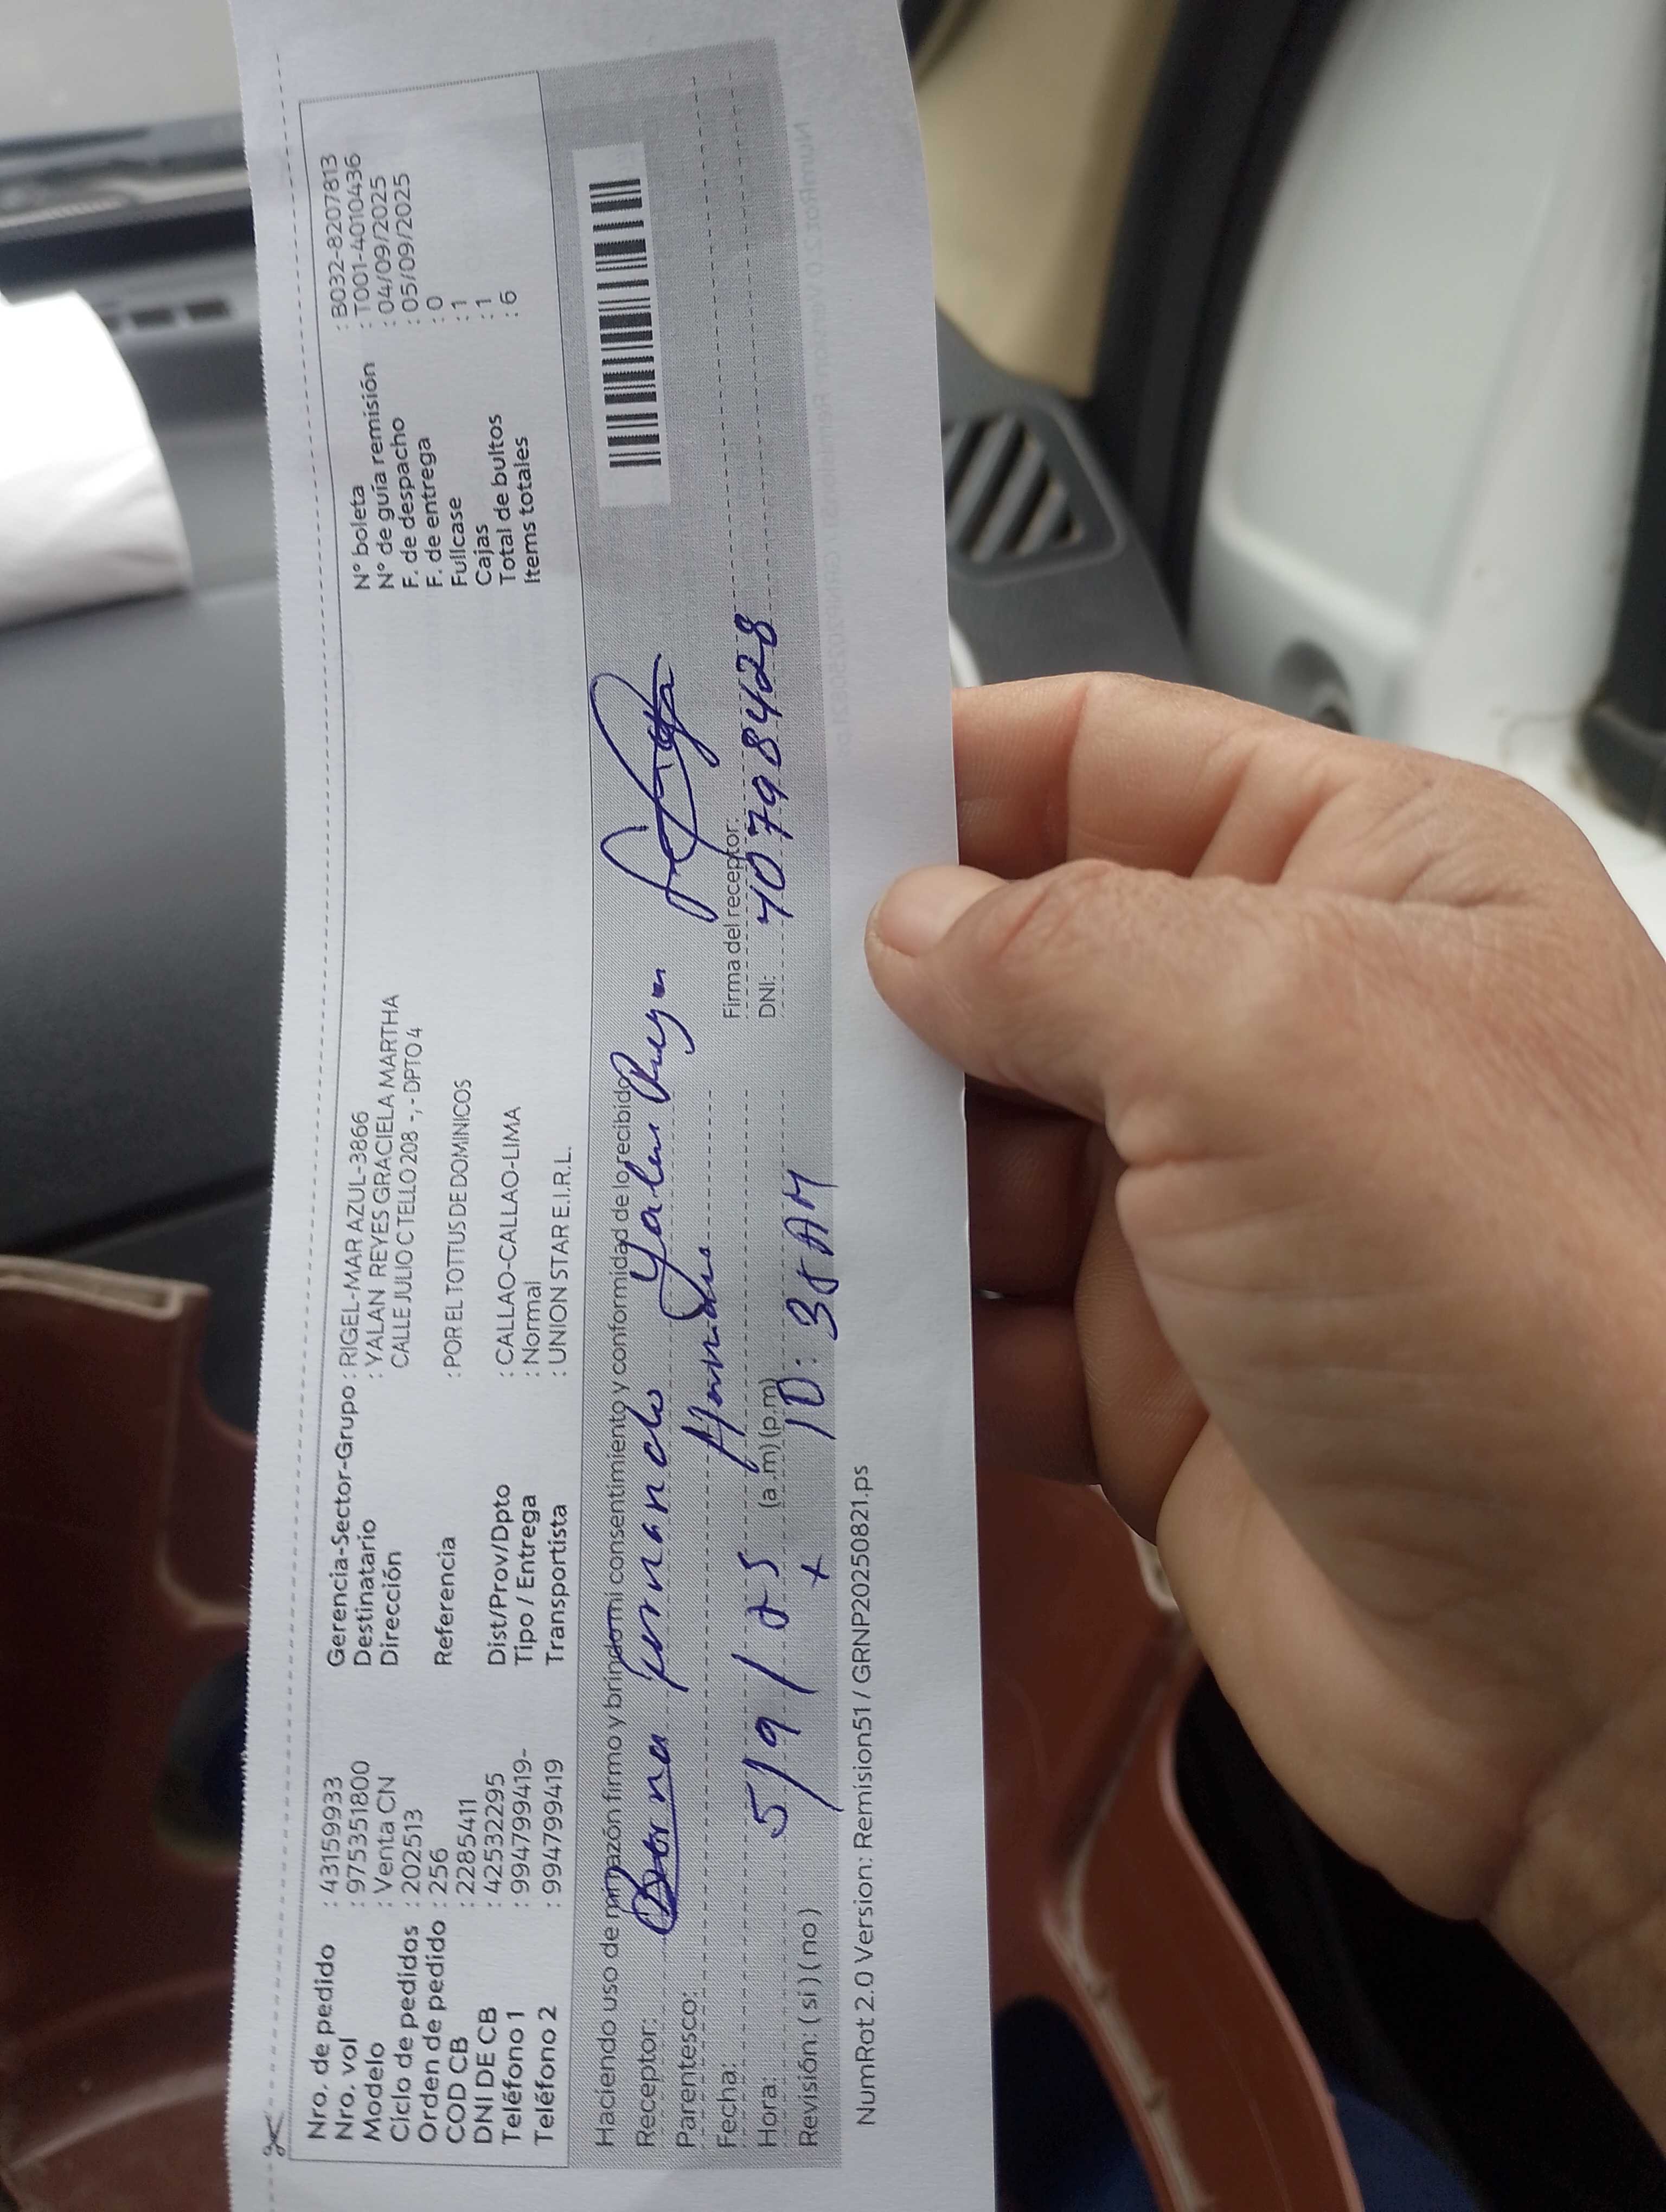 Nro. de pedido : 43159933
Nro. vol : 975351800
Modelo : Venta CN
Ciclo de pedidos : 202513
Orden de pedido : 256
COD CB : 2285411
DNI DE CB : 42532295
Teléfono 1 : 994799419-
Teléfono 2 : 994799419
Gerencia-Sector-Grupo : RIGEL-MAR AZUL-3866
Destinatario : YALAN REYES GRACIELA MARTHA
Dirección CALLE JULIO C TELLO 208 -,- DPTO 4
Referencia : POR EL TOTTUS DE DOMINICOS
Dist/Prov/Dpto : CALLAO-CALLAO-LIMA
Tipo / Entrega : Normal
Transportista : UNION STAR E.I.R.L.
N° boleta : B032-8207813
N° de guía remisión : T001-4010436
F. de despacho : 04/09/2025
F. de entrega : 05/09/2025
Fullcase : 0
Cajas : 1
Total de bultos : 1
Items totales : 6
Haciendo uso de mi razón firmo y brindo mi consentimiento y conformidad de lo recibido
Receptor: Yalan
Parentesco:
Fecha: 5/9/25
Hora: (a.m) (p.m) 10:38 AM
Revisión: ( si ) ( no )
Firma del receptor:
DNI: 40798428
NumRot 2.0 Version: Remision51 / GRNP20250821.ps